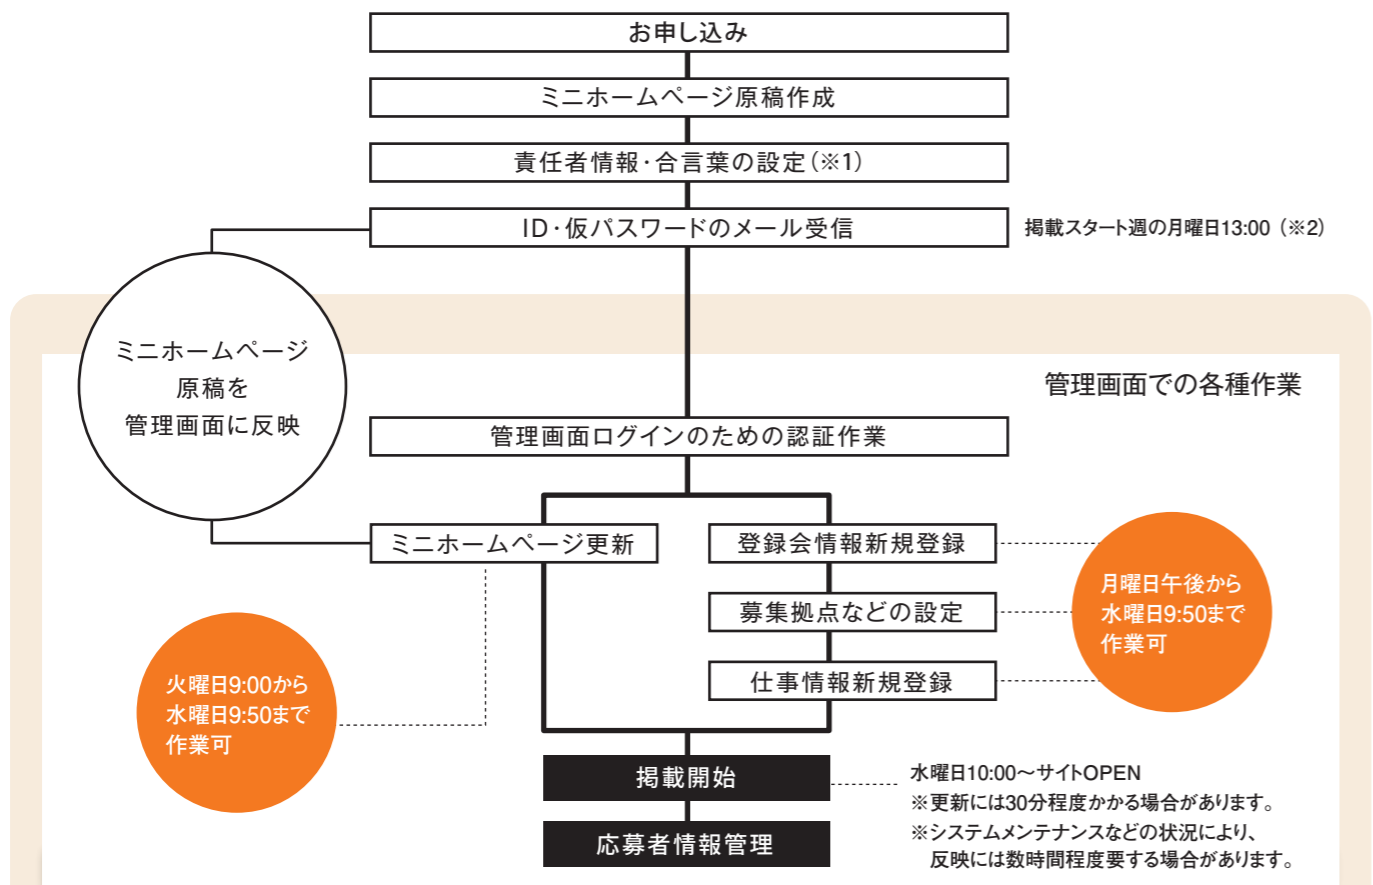 お申し込み
ミニホームページ原稿作成
責任者情報・合言葉の設定（※1）
ID・仮パスワードのメール受信
掲載スタート週の月曜日13:00（※2）
ミニホームページ
原稿を
管理画面に反映
管理画面での各種作業
管理画面ログインのための認証作業
ミニホームページ更新
登録会情報新規登録
募集拠点などの設定
仕事情報新規登録
月曜日午後から
水曜日9:50まで
作業可
火曜日9:00から
水曜日9:50まで
作業可
掲載開始
水曜日10:00～サイトOPEN
※更新には30分程度かかる場合があります。
※システムメンテナンスなどの状況により、
反映には数時間程度要する場合があります。
応募者情報管理